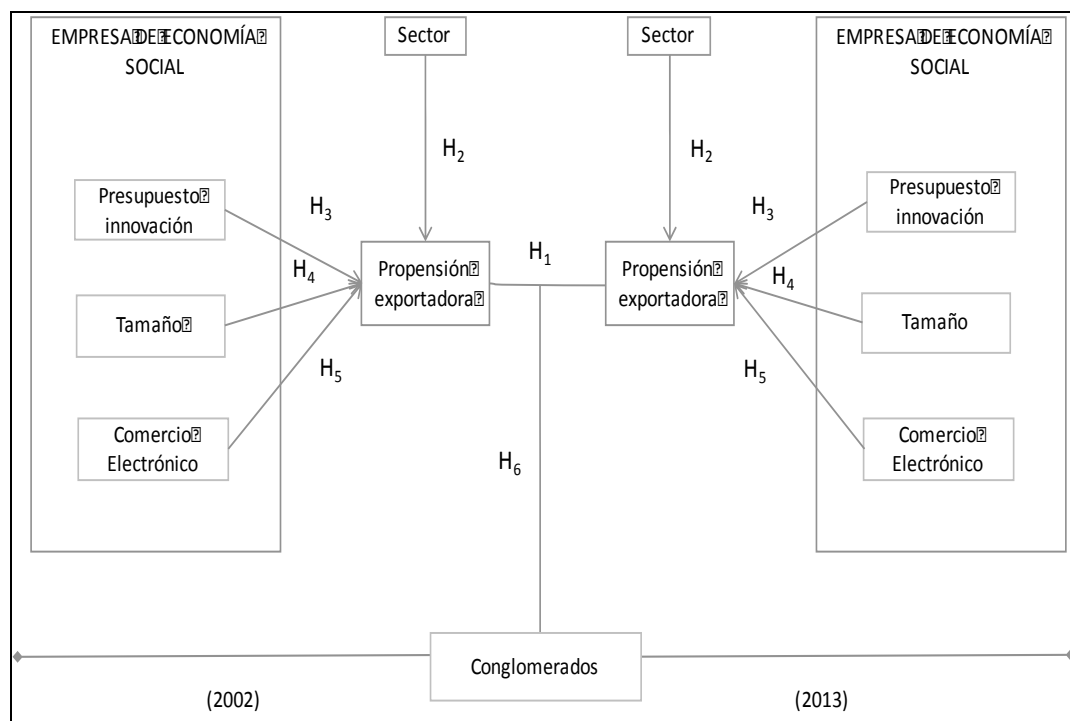 EMPRESA DE ECONOMÍA
SOCIAL
Sector
Sector
EMPRESA DE ECONOMÍA
SOCIAL
H2
H2
Presupuesto
innovación
H3
H3
Presupuesto
innovación
Propensión
exportadora
H1
Propensión
exportadora
H4
H4
Tamaño
Tamaño
H5
H5
Comercio
Electrónico
Comercio
Electrónico
H6
Conglomerados
(2002)
(2013)